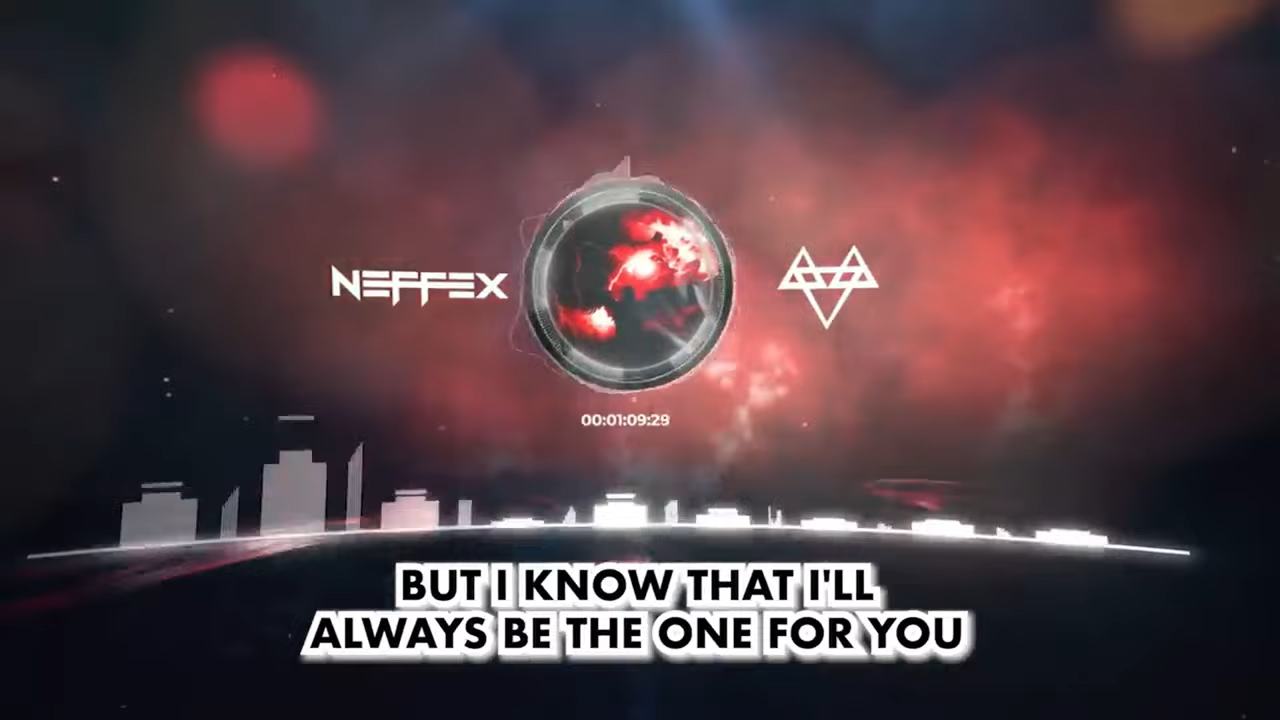 NEFFEX
00:01:09:29
BUT I KNOW THAT I'LL
ALWAYS BE THE ONE FOR YOU